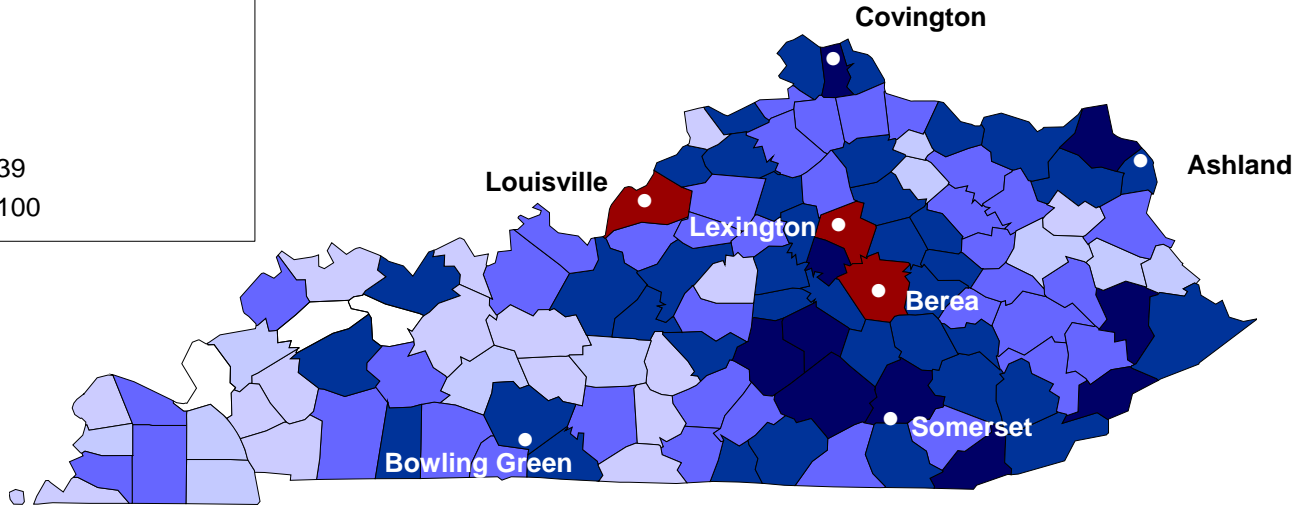 Covington
39
100
Ashland
Louisville
Lexington
Berea
Somerset
Bowling Green